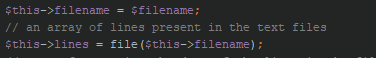 $this->filename = $filename;
// an array of lines present in the text files
$this->lines = file($this->filename);